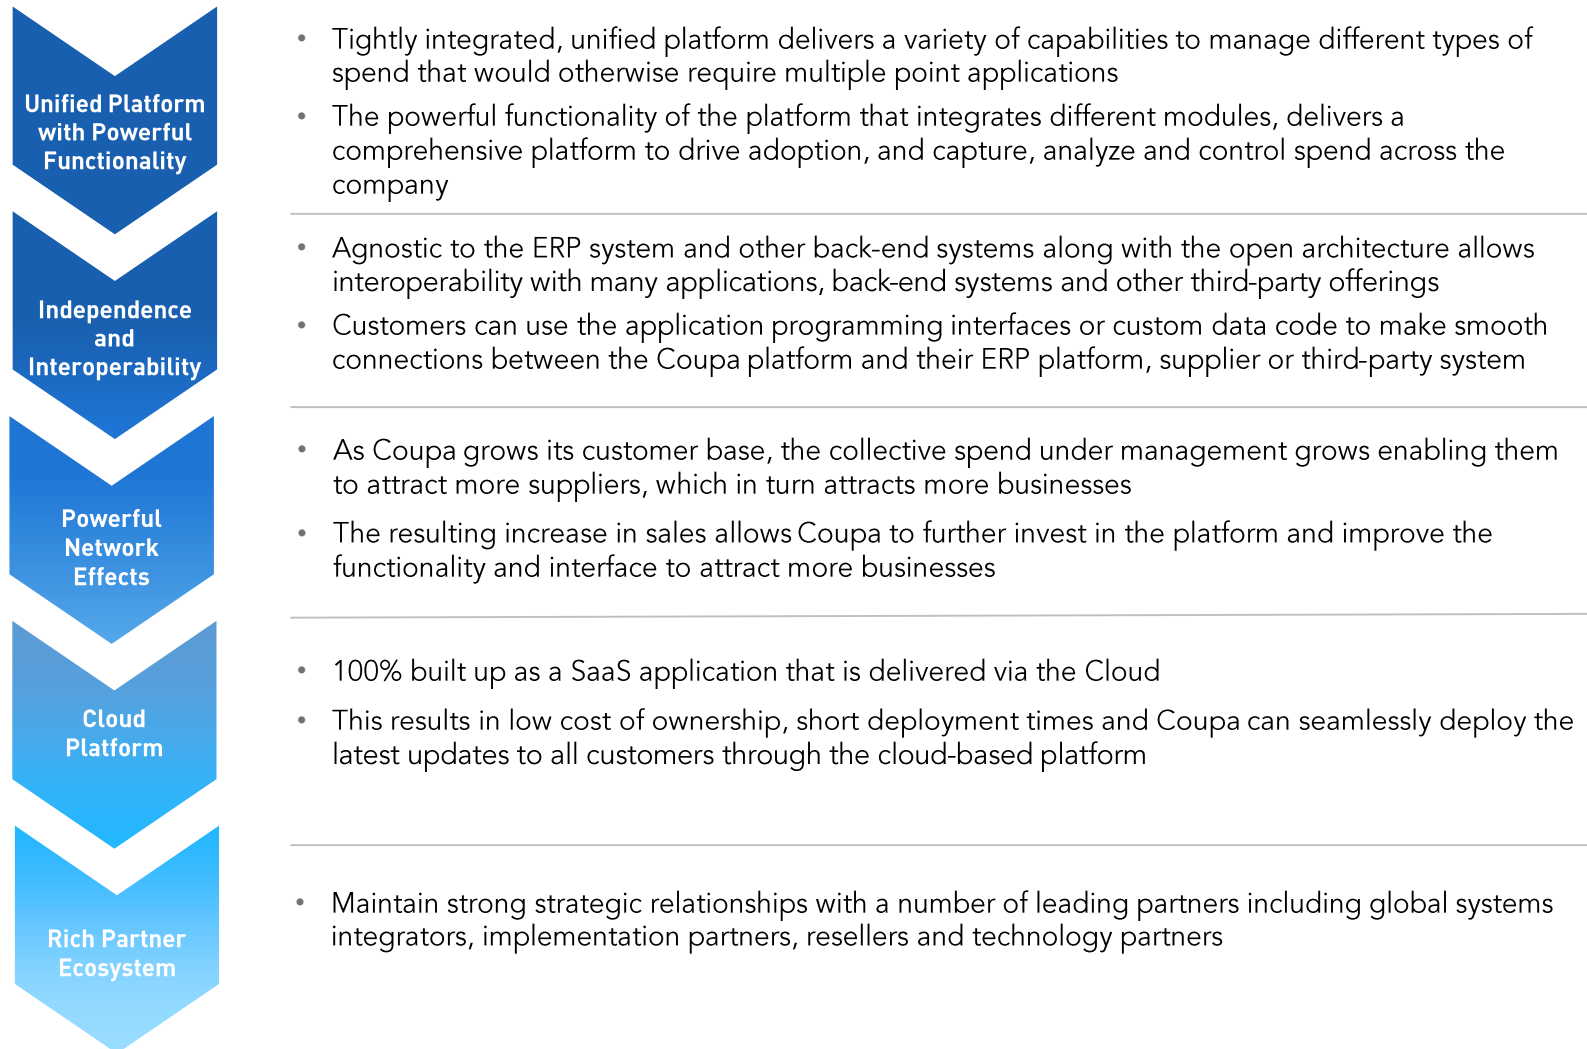 Unified Platform
with Powerful
Functionality
• Tightly integrated, unified platform delivers a variety of capabilities to manage different types of
spend that would otherwise require multiple point applications
• The powerful functionality of the platform that integrates different modules, delivers a
comprehensive platform to drive adoption, and capture, analyze and control spend across the
company
Independence
and
Interoperability
• Agnostic to the ERP system and other back-end systems along with the open architecture allows
interoperability with many applications, back-end systems and other third-party offerings
• Customers can use the application programming interfaces or custom data code to make smooth
connections between the Coupa platform and their ERP platform, supplier or third-party system
Powerful
Network
Effects
• As Coupa grows its customer base, the collective spend under management grows enabling them
to attract more suppliers, which in turn attracts more businesses
• The resulting increase in sales allows Coupa to further invest in the platform and improve the
functionality and interface to attract more businesses
Cloud
Platform
• 100% built up as a SaaS application that is delivered via the Cloud
• This results in low cost of ownership, short deployment times and Coupa can seamlessly deploy the
latest updates to all customers through the cloud-based platform
Rich Partner
Ecosystem
• Maintain strong strategic relationships with a number of leading partners including global systems
integrators, implementation partners, resellers and technology partners